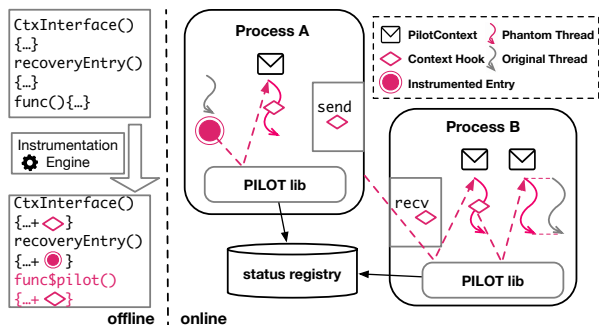 CtxInterface()
{…}
recoveryEntry()
{…}
func(){…}
Instrumentation
Engine
CtxInterface()
{…+ }
recoveryEntry()
{…+ }
func$pilot()
{…+ }
offline
online
Process A
send
PILOT lib
status registry
PilotContext
Phantom Thread
Context Hook
Original Thread
Instrumented Entry
Process B
recv
PILOT lib